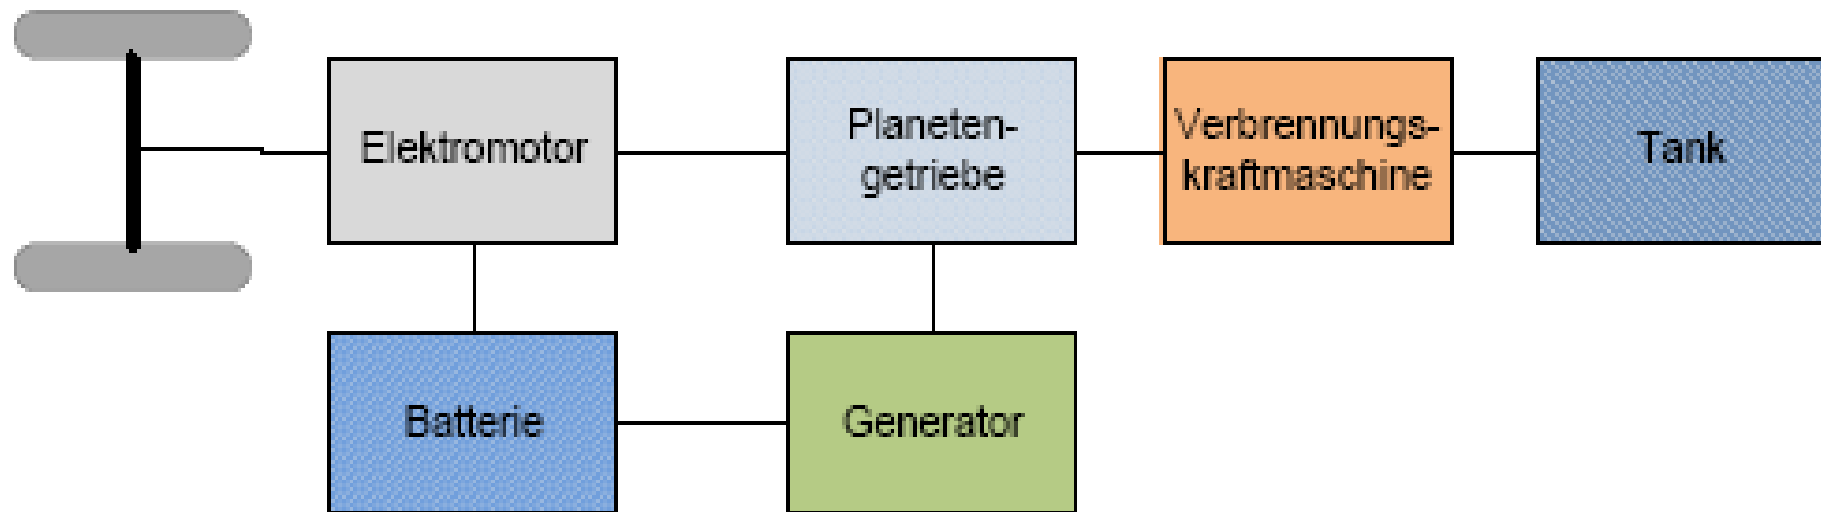 Elektromotor
Planeten-
getriebe
Verbrennungs-
kraftmaschine
Tank
Batterie
Generator